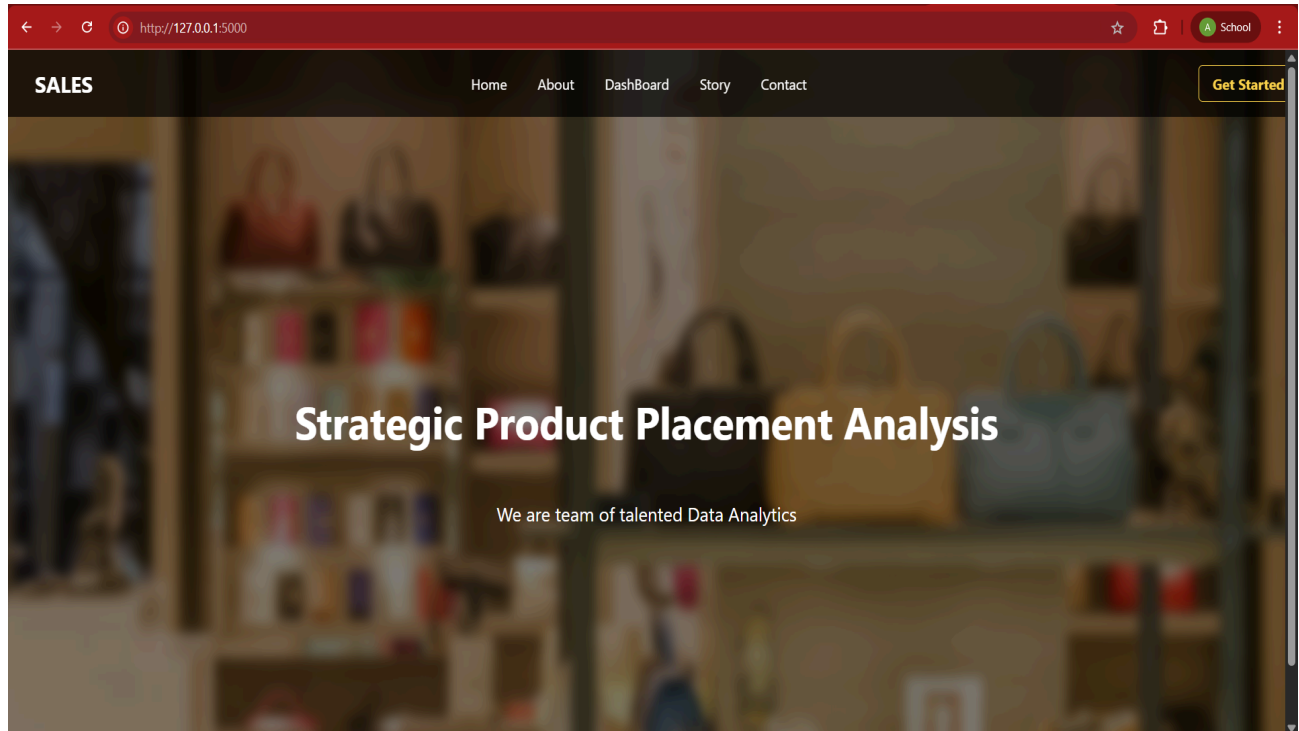 http://127.0.0.1:5000
A School
SALES
Home About DashBoard Story Contact
Get Started
Strategic Product Placement Analysis
We are team of talented Data Analytics